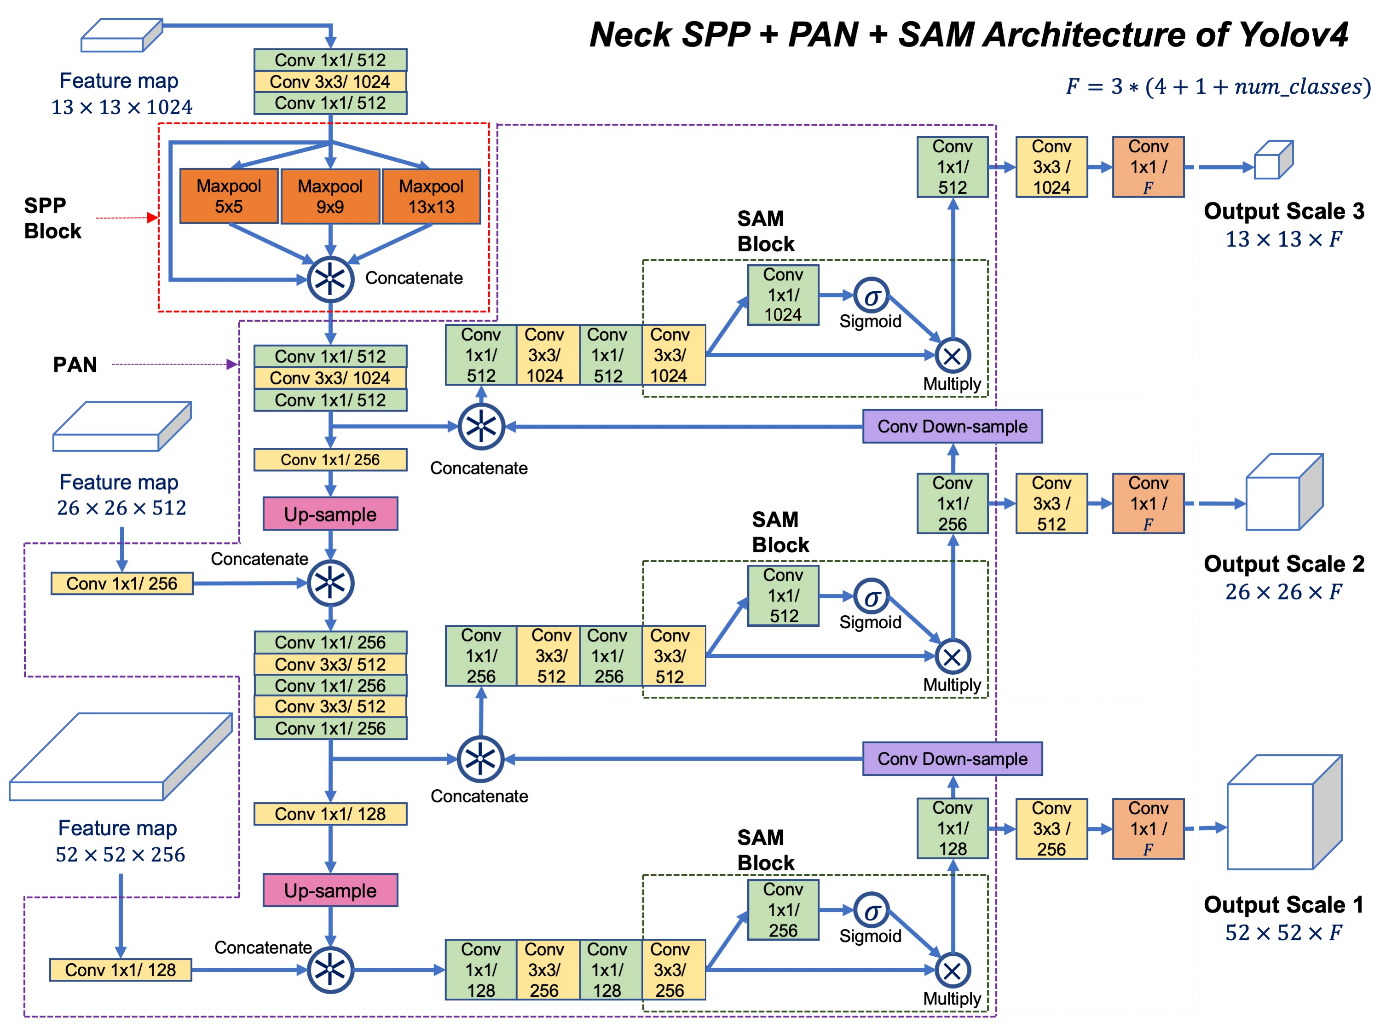 Neck SPP + PAN + SAM Architecture of Yolov4
F = 3 ∗ (4 + 1 + num_classes)
Feature map
13 × 13 × 1024
Conv 1x1/ 512
Conv 3x3/ 1024
Conv 1x1/ 512
SPP
Block
Maxpool
5x5
Maxpool
9x9
Maxpool
13x13
Concatenate
PAN
Conv 1x1/ 512
Conv 3x3/ 1024
Conv 1x1/ 512
Concatenate
Conv
1x1/
512
Conv
3x3/
1024
Conv
1x1/
512
Conv
3x3/
1024
SAM
Block
Conv
1x1/
1024
σ
Sigmoid
Multiply
Conv
1x1/
512
Conv
3x3 /
1024
Conv
1x1 /
F
Output Scale 3
13 × 13 × F
Conv Down-sample
Feature map
26 × 26 × 512
Conv 1x1/ 256
Up-sample
Concatenate
Conv 1x1/ 256
Conv 1x1/ 256
Conv 3x3/ 512
Conv 1x1/ 256
Conv 3x3/ 512
Conv 1x1/ 256
Concatenate
Conv
1x1/
256
Conv
3x3/
512
Conv
1x1/
256
Conv
3x3/
512
SAM
Block
Conv
1x1/
512
σ
Sigmoid
Multiply
Conv
1x1/
256
Conv
3x3 /
512
Conv
1x1 /
F
Output Scale 2
26 × 26 × F
Conv Down-sample
Feature map
52 × 52 × 256
Conv 1x1/ 128
Up-sample
Concatenate
Conv 1x1/ 128
Conv
1x1/
128
Conv
3x3/
256
Conv
1x1/
128
Conv
3x3/
256
SAM
Block
Conv
1x1/
256
σ
Sigmoid
Multiply
Conv
1x1/
128
Conv
3x3 /
256
Conv
1x1 /
F
Output Scale 1
52 × 52 × F